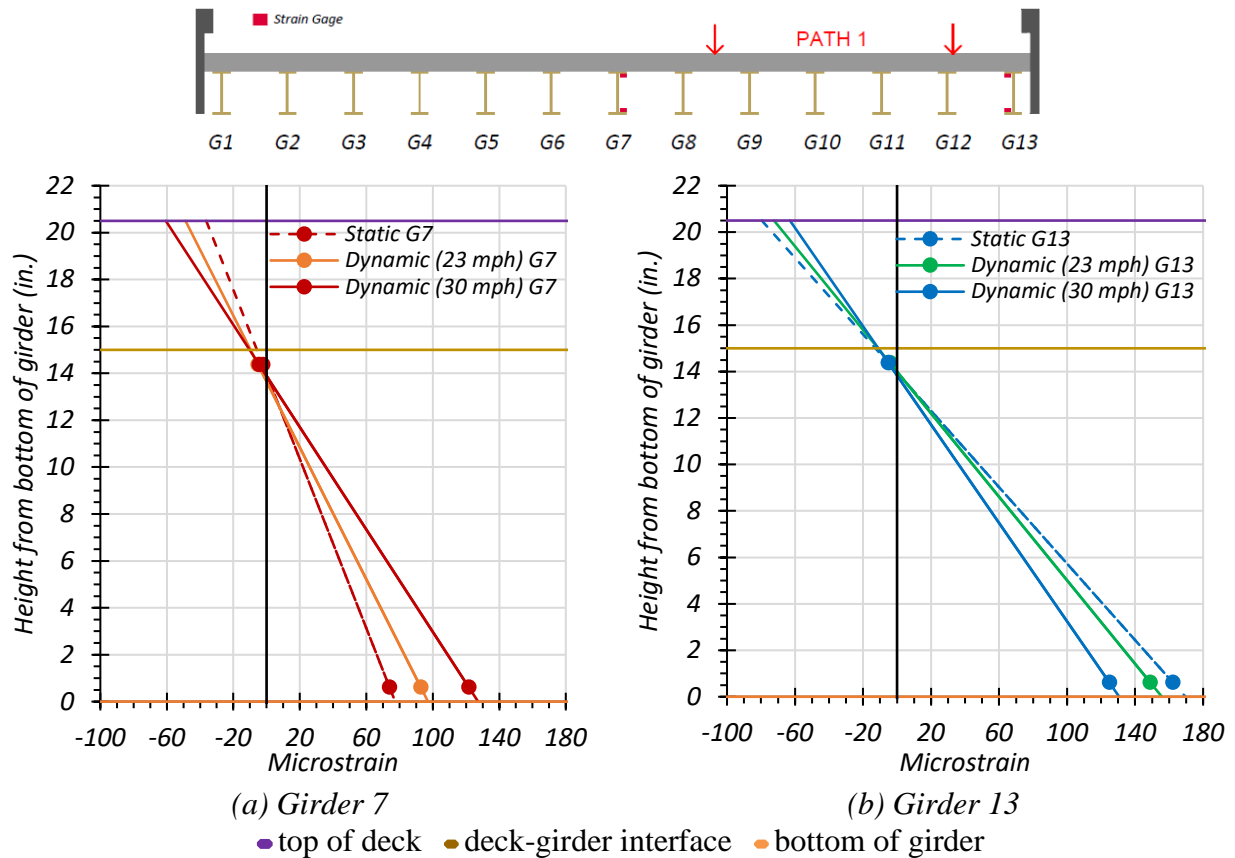 Strain Gage
PATH 1
G1 G2 G3 G4 G5 G6 G7 G8 G9 G10 G11 G12 G13
Height from bottom of girder (in.)
22
20
18
16
14
12
10
8
6
4
2
0
Static G7
Dynamic (23 mph) G7
Dynamic (30 mph) G7
-100 -60 -20 20 60 100 140 180
Microstrain
(a) Girder 7
Height from bottom of girder (in.)
22
20
18
16
14
12
10
8
6
4
2
0
Static G13
Dynamic (23 mph) G13
Dynamic (30 mph) G13
-100 -60 -20 20 60 100 140 180
Microstrain
(b) Girder 13
top of deck deck-girder interface bottom of girder